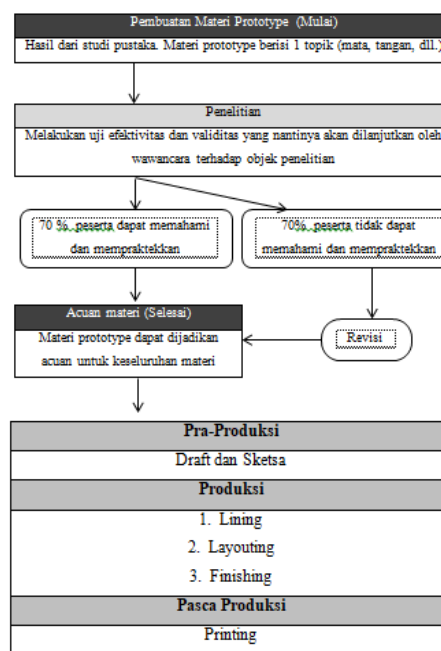 Pembuatan Materi Prototype (Mulai)
Hasil dari studi pustaka. Materi prototype berisi 1 topik (mata, tangan, dll.)
Penelitian
Melakukan uji efektivitas dan validitas yang nantinya akan dilanjutkan oleh
wawancara terhadap objek penelitian
70 % peserta dapat memahami
dan mempraktekkan
70% peserta tidak dapat
memahami dan mempraktekkan
Acuan materi (Selesai)
Materi prototype dapat dijadikan
acuan untuk keseluruhan materi
Revisi
Pra-Produksi
Draft dan Sketsa
Produksi
1. Lining
2. Layouting
3. Finishing
Pasca Produksi
Printing